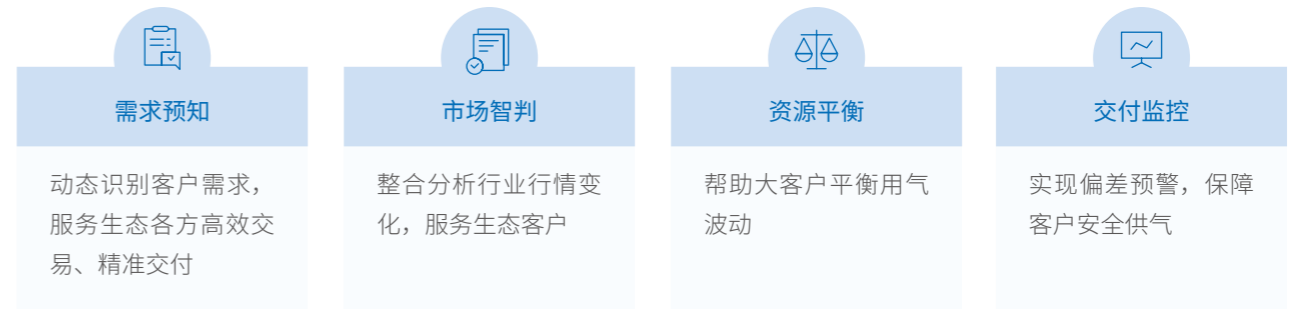 需求预知
动态识别客户需求，
服务生态各方高效交
易、精准交付
市场智判
整合分析行业行情变
化，服务生态客户
资源平衡
帮助大客户平衡用气
波动
交付监控
实现偏差预警，保障
客户安全供气